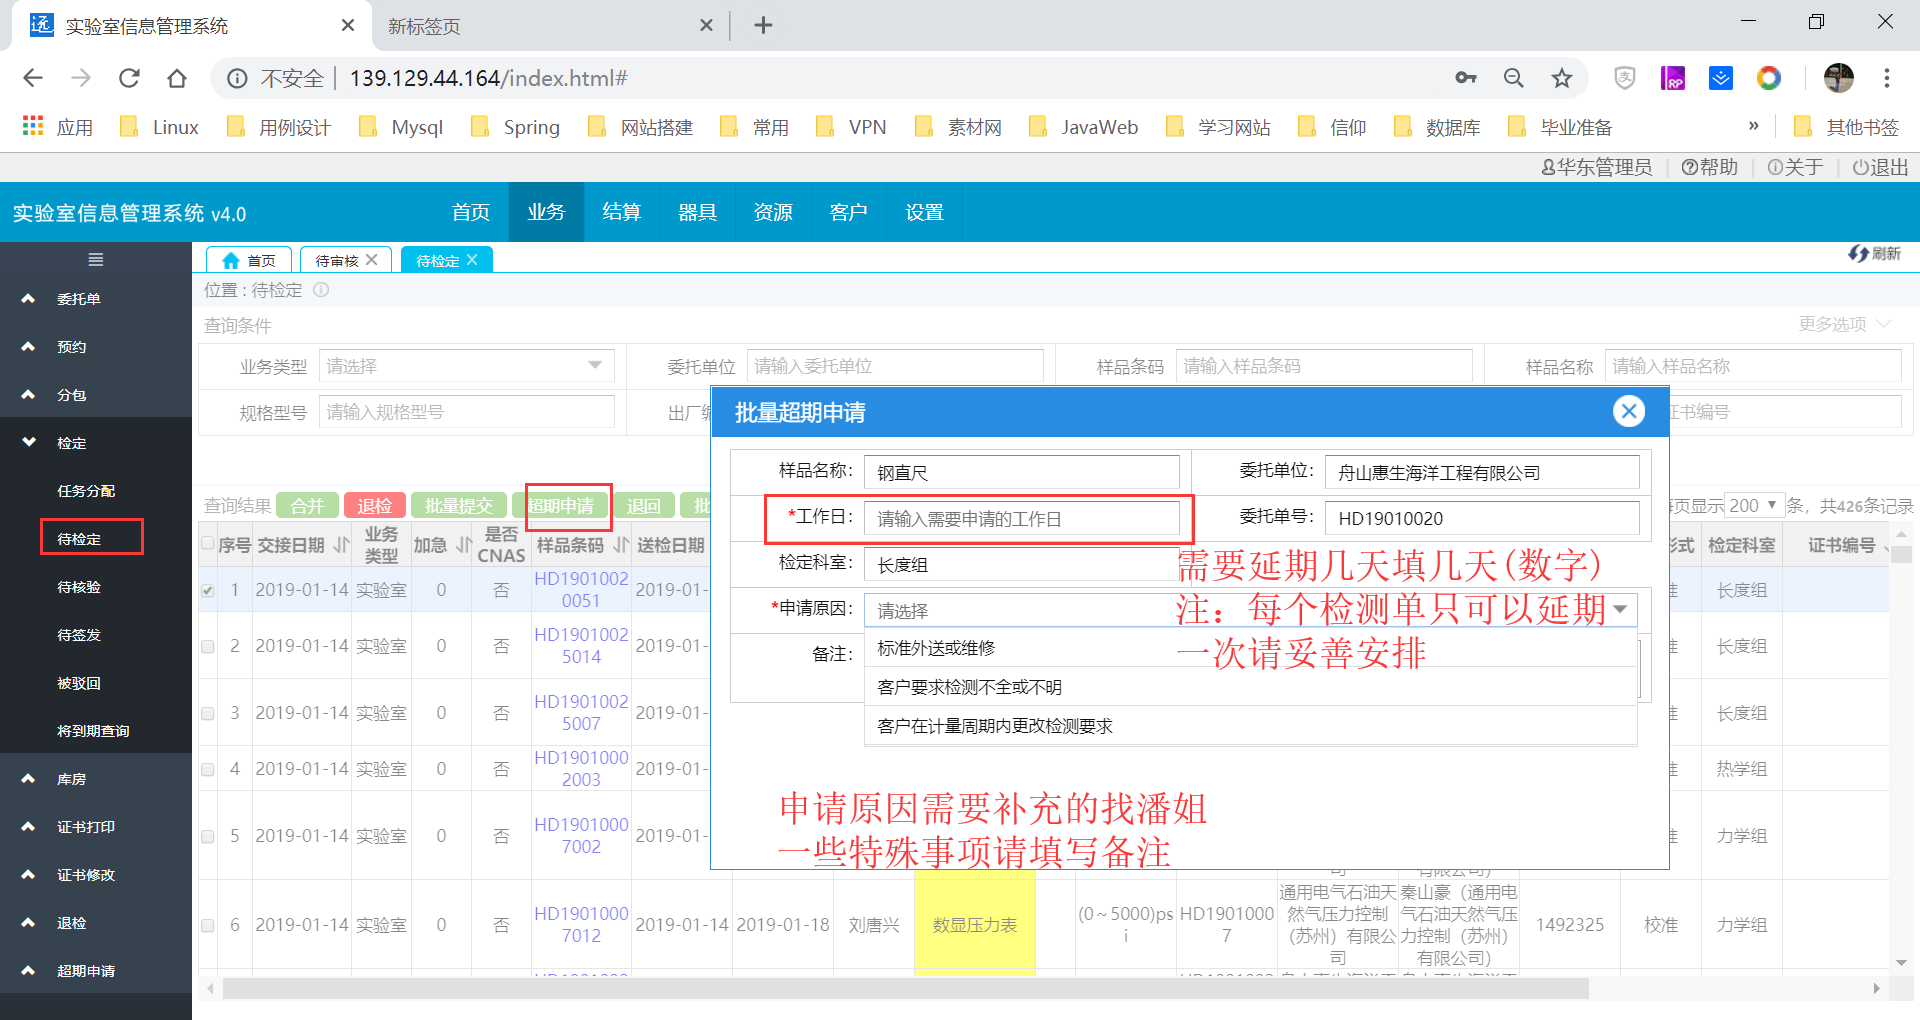 实验室信息管理系统
新标签页
不安全 139.129.44.164/index.html#
应用 Linux 用例设计 Mysql Spring 网站搭建 常用 VPN 素材网 JavaWeb 学习网站 信仰 数据库 毕业准备 » 其他书签
华东管理员 帮助 关于 退出
实验室信息管理系统 v4.0 首页 业务 结算 器具 资源 客户 设置
首页 待审核 待检定 刷新
位置 : 待检定
查询条件 更多选项
业务类型 请选择 委托单位 请输入委托单位 样品条码 请输入样品条码 样品名称 请输入样品名称
规格型号 请输入规格型号 出厂 证书编号
委托单
预约
分包
检定
任务分配
待检定
待核验
待签发
被驳回
将到期查询
库房
证书打印
证书修改
退检
超期申请
查询结果 合并 退检 批量提交 超期申请 退回 批
页显示 200 条，共426条记录
序号 交接日期 业务类型 加急 是否CNAS 样品条码 送检日期 形式 检定科室 证书编号
1 2019-01-14 实验室 0 否 HD19010020051 2019-01- 准 长度组
2 2019-01-14 实验室 0 否 HD19010025014 2019-01- 准 长度组
3 2019-01-14 实验室 0 否 HD19010025007 2019-01- 准 长度组
4 2019-01-14 实验室 0 否 HD19010002003 2019-01- 准 热学组
5 2019-01-14 实验室 0 否 HD19010007002 2019-01- 准 力学组
6 2019-01-14 实验室 0 否 HD19010007012 2019-01-14 2019-01-18 刘唐兴 数显压力表 (0～5000)psi HD19010007 通用电气石油天然气压力控制（苏州）有限公司 秦山豪（通用电气石油天然气压力控制（苏州）有限公司） 1492325 校准 力学组
批量超期申请
样品名称： 钢直尺 委托单位： 舟山惠生海洋工程有限公司
*工作日： 请输入需要申请的工作日 委托单号： HD19010020
检定科室： 长度组
*申请原因： 请选择
备注：
标准外送或维修
客户要求检测不全或不明
客户在计量周期内更改检测要求
需要延期几天填几天(数字)
注：每个检测单只可以延期
一次请妥善安排
申请原因需要补充的找潘姐
一些特殊事项请填写备注